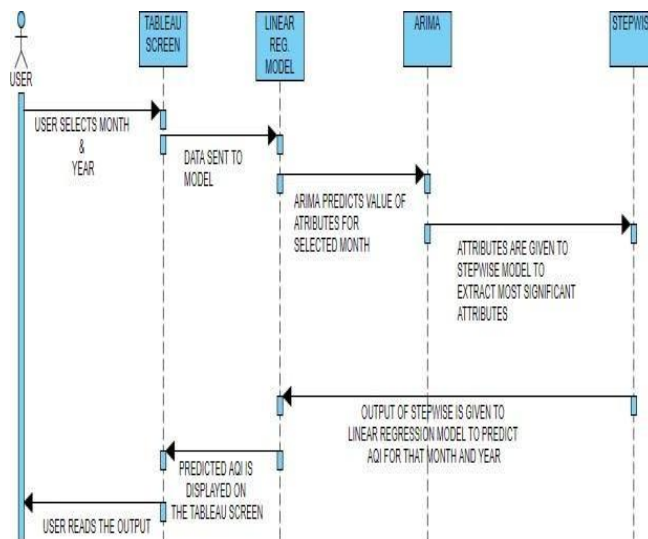 TABLEAU
SCREEN
LINEAR
REG.
MODEL
ARIMA
STEPWISE
USER
USER SELECTS MONTH
&
YEAR
DATA SENT TO
MODEL
ARIMA PREDICTS VALUE OF
ATRIBUTES FOR
SELECTED MONTH
ATTRIBUTES ARE GIVEN TO
STEPWISE MODEL TO
EXTRACT MOST SIGNIFICANT
ATTRIBUTES
OUTPUT OF STEPWISE IS GIVEN TO
LINEAR REGRESSION MODEL TO PREDICT
AQI FOR THAT MONTH AND YEAR
PREDICTED AQI IS
DISPLAYED ON
THE TABLEAU SCREEN
USER READS THE OUTPUT